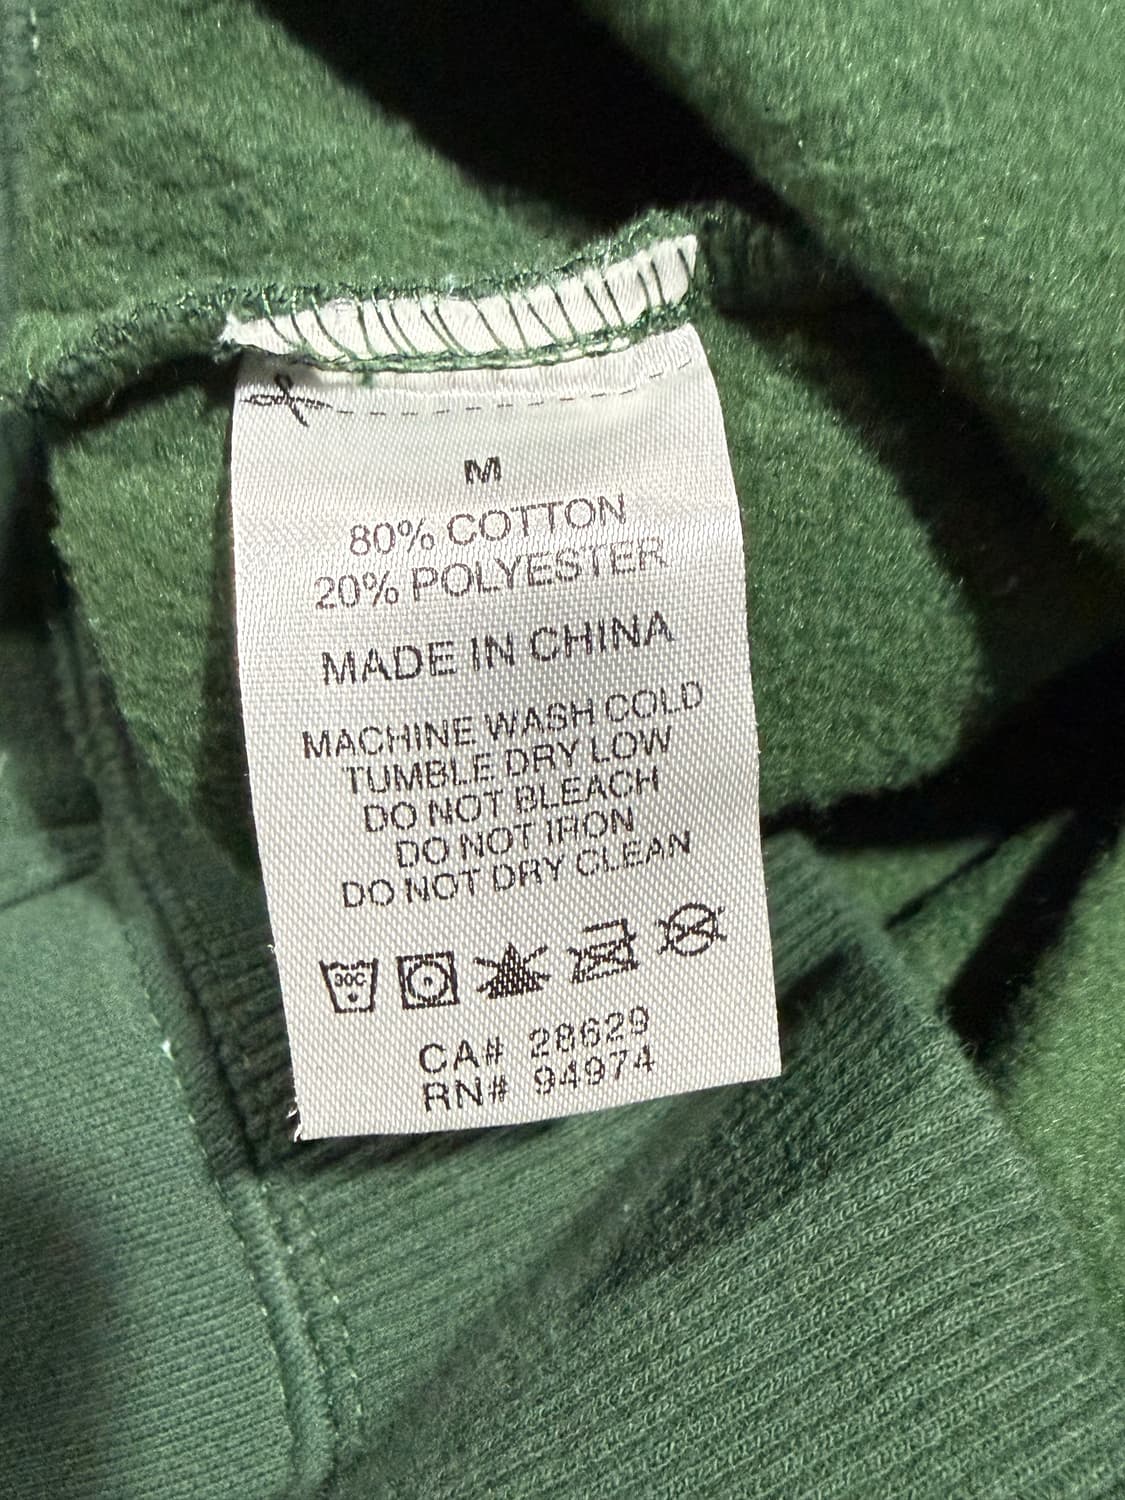 M
80% COTTON
20% POLYESTER
MADE IN CHINA
MACHINE WASH COLD
TUMBLE DRY LOW
DO NOT BLEACH
DO NOT IRON
DO NOT DRY CLEAN
30C
CA# 28629
RN# 94974